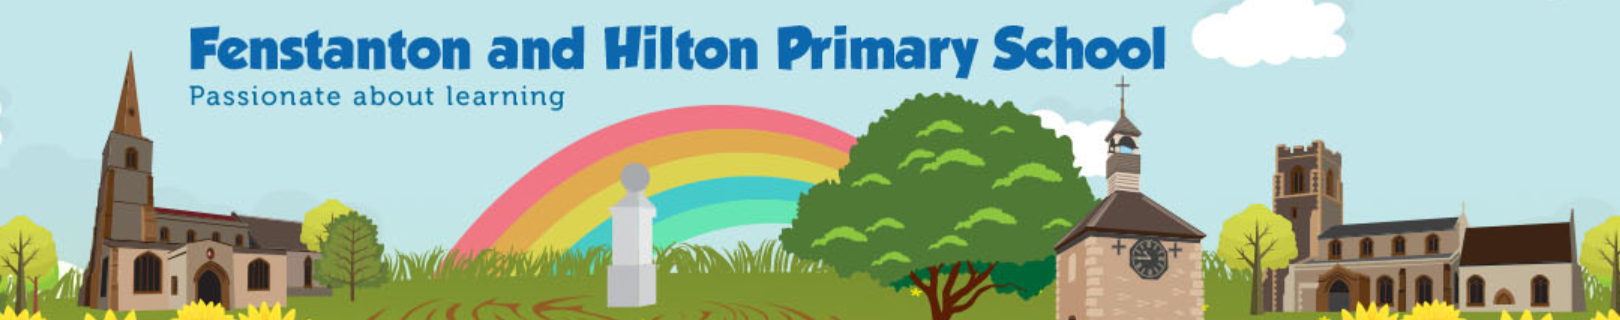 Fenstanton and Hilton Primary School
Passionate about learning